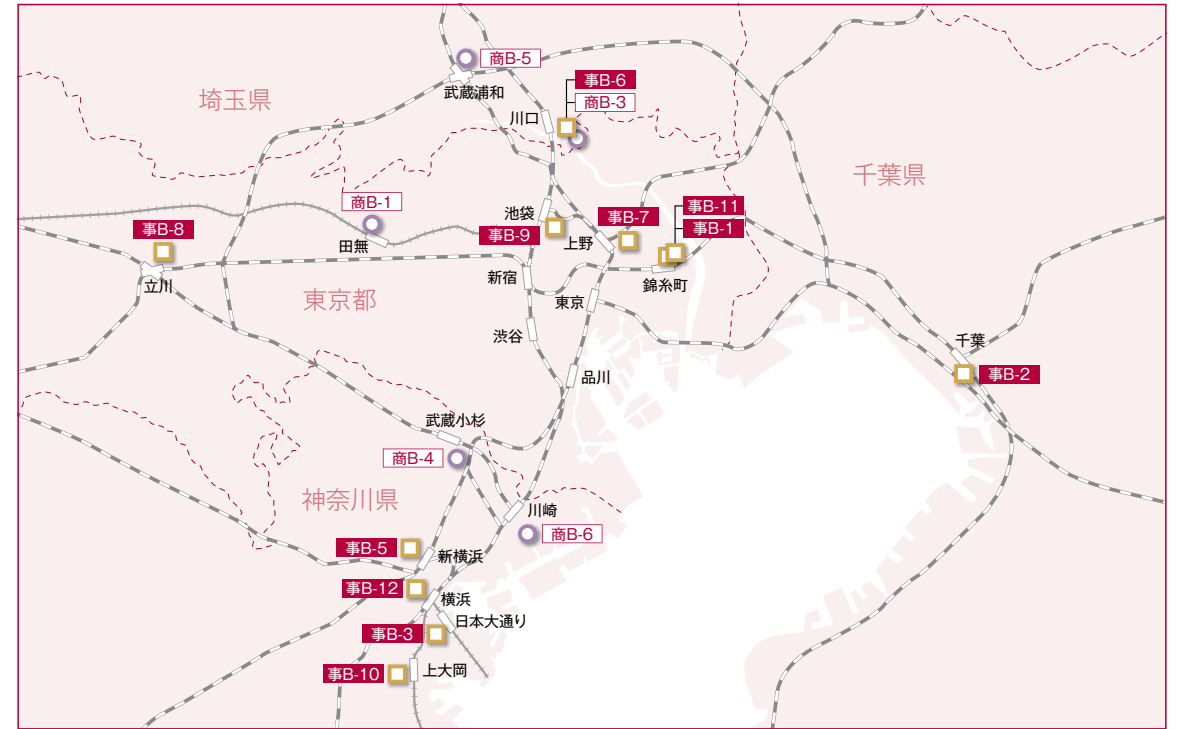 商B-5
武蔵浦和
事B-6
商B-3
埼玉県
川口
千葉県
商B-1
池袋
事B-11
事B-7
事B-1
事B-8
事B-9
上野
田無
新宿
錦糸町
立川
東京都
東京
渋谷
千葉
品川
事B-2
武蔵小杉
商B-4
神奈川県
川崎
商B-6
事B-5
新横浜
事B-12
横浜
日本大通り
事B-3
上大岡
事B-10